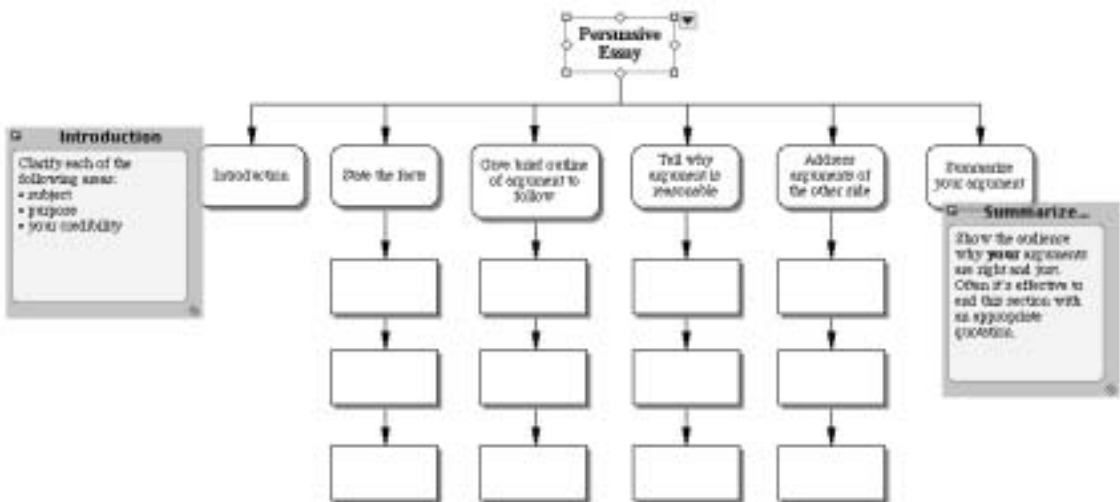 Persuasive
Essay
Introduction
Clarify each of the
following areas:
• subject
• purpose
• your credibility
Introduction
State the facts
Give brief outline
of argument to
follow
Tell why
argument is
reasonable
Address
arguments of
the other side
Summarize
your argument
Summarize...
Show the audience
why your arguments
are right and just.
Often it's effective to
end this section with
an appropriate
quotation.